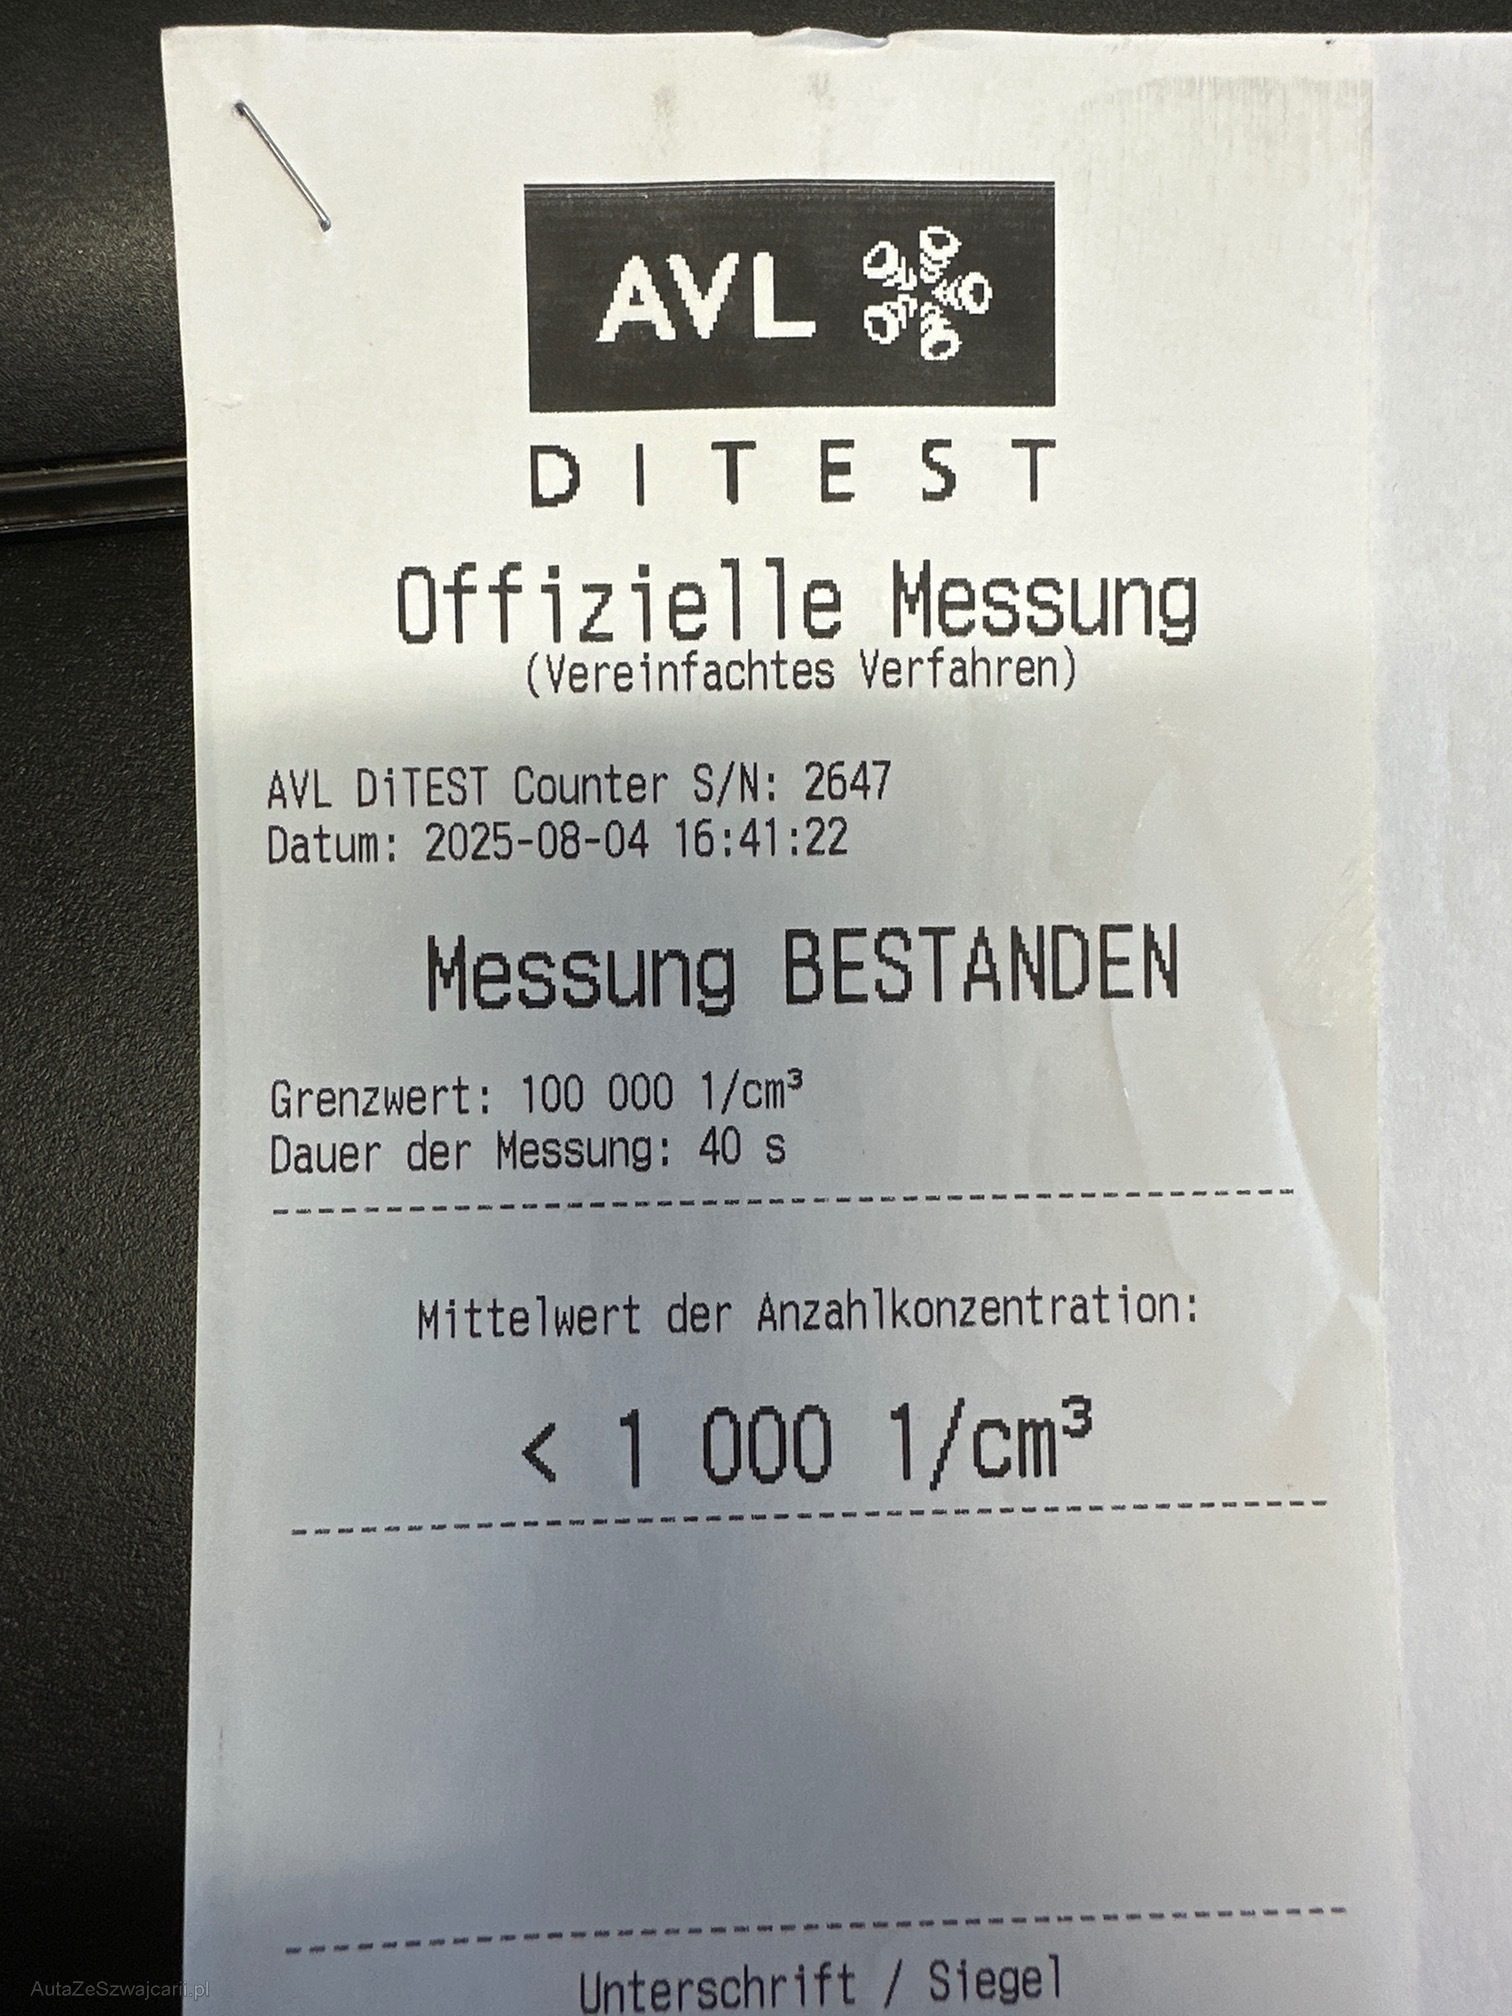 AVL
DITEST
Offizielle Messung
(Vereinfachtes Verfahren)
AVL DiTEST Counter S/N: 2647
Datum: 2025-08-04 16:41:22
Messung BESTANDEN
Grenzwert: 100 000 1/cm³
Dauer der Messung: 40 s
Mittelwert der Anzahlkonzentration:
< 1 000 1/cm³
Unterschrift / Siegel
AutaZeSzwajcarii.pl